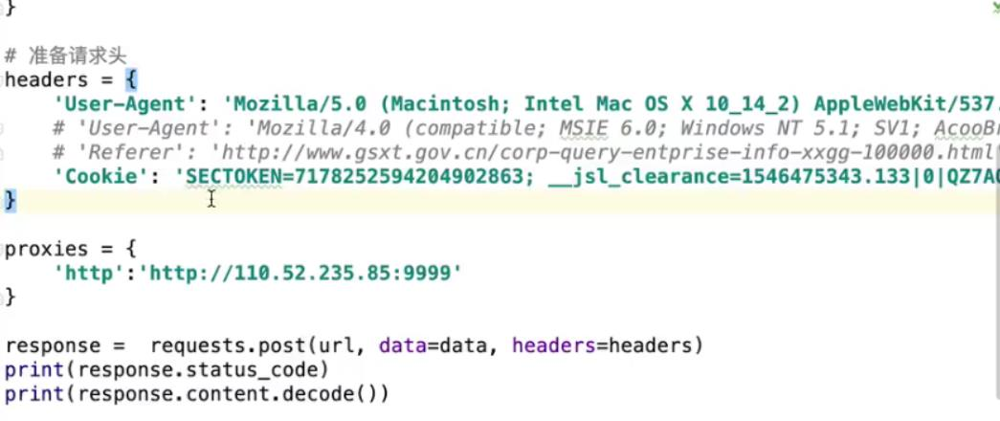 }
# 准备请求头
headers = {
'User-Agent': 'Mozilla/5.0 (Macintosh; Intel Mac OS X 10_14_2) AppleWebKit/537.
# 'User-Agent': 'Mozilla/4.0 (compatible; MSIE 6.0; Windows NT 5.1; SV1; AcooBr
# 'Referer': 'http://www.gsxt.gov.cn/corp-query-entprise-info-xxgg-100000.html
'Cookie': 'SECTOKEN=7178252594204902863; __jsl_clearance=1546475343.133|0|QZ7A
}
proxies = {
'http':'http://110.52.235.85:9999'
}
response =  requests.post(url, data=data, headers=headers)
print(response.status_code)
print(response.content.decode())